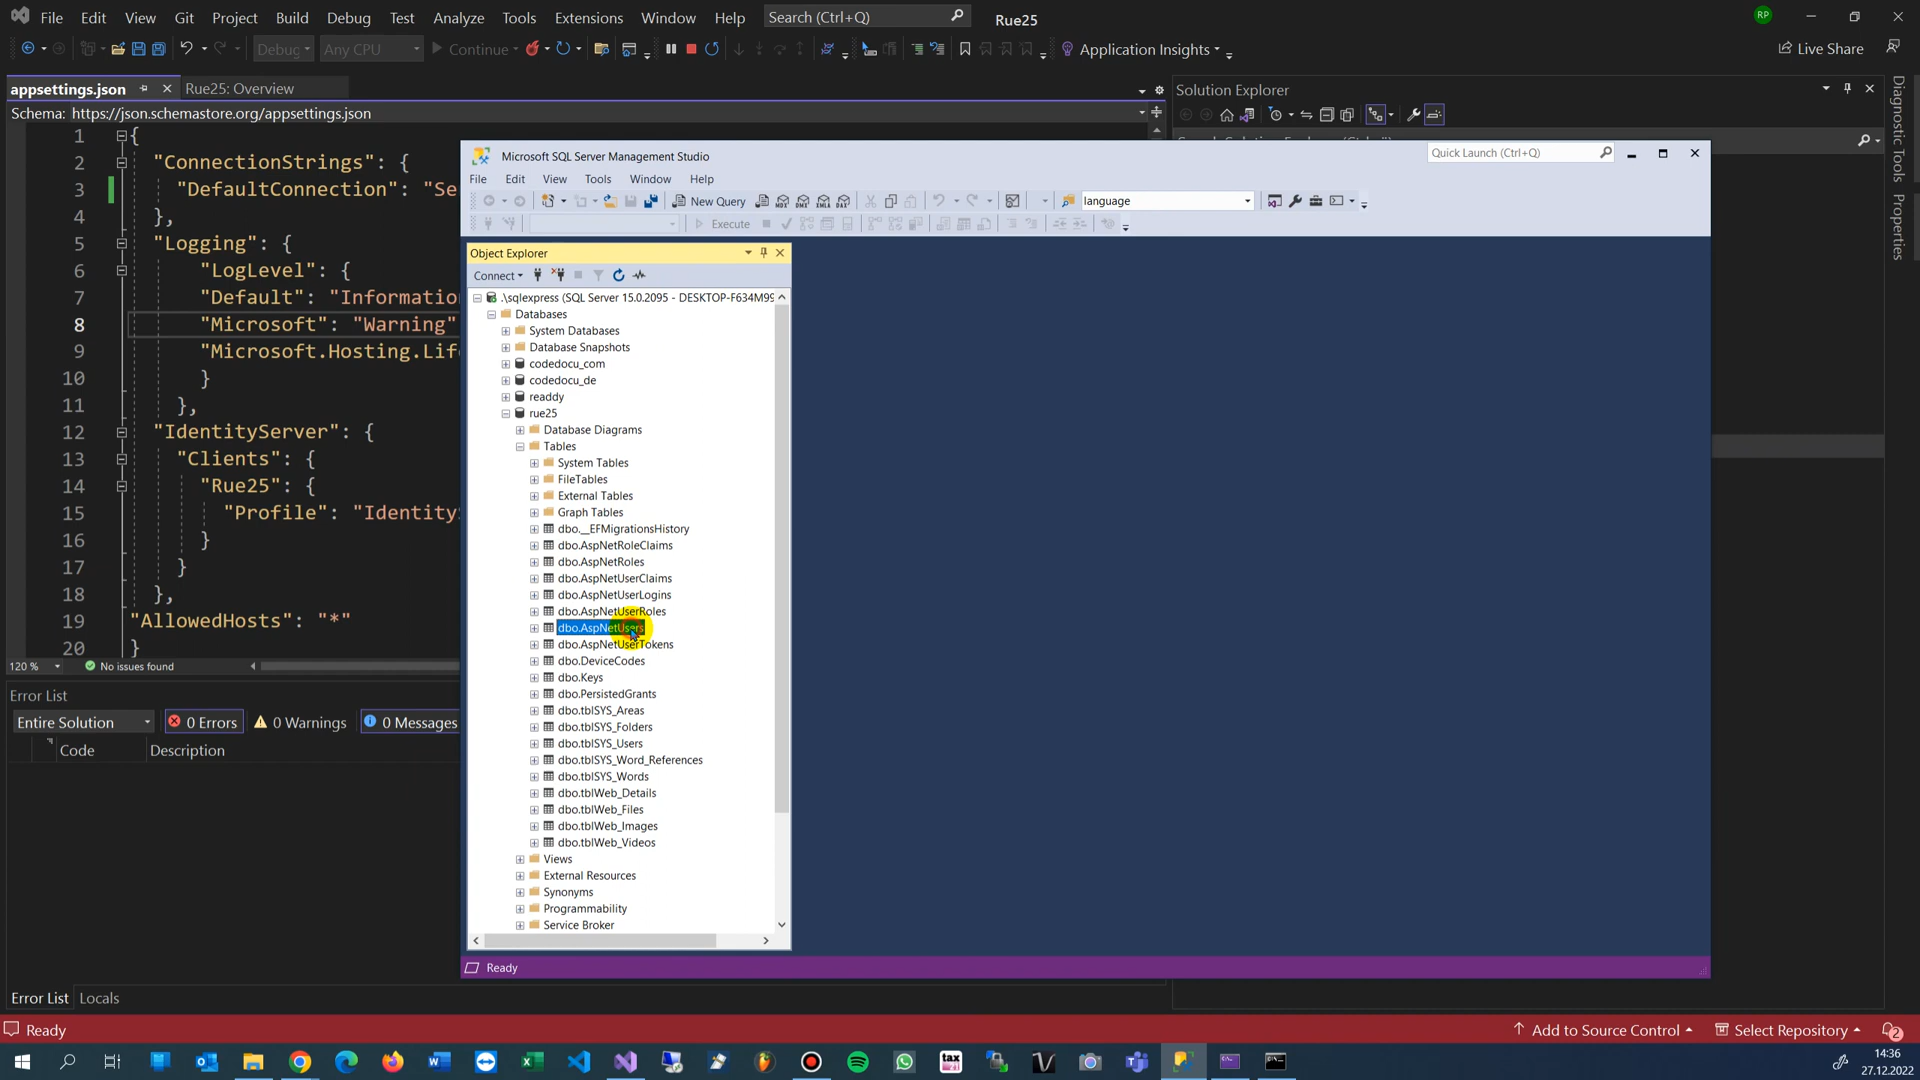 File Edit View Git Project Build Debug Test Analyze Tools Extensions Window Help Search (Ctrl+Q) Rue25 RP
Debug Any CPU Continue Application Insights Live Share
appsettings.json Rue25: Overview
Schema: https://json.schemastore.org/appsettings.json
1 {
2 "ConnectionStrings": {
3 "DefaultConnection": "Se
4 },
5 "Logging": {
6 "LogLevel": {
7 "Default": "Informatio
8 "Microsoft": "Warning"
9 "Microsoft.Hosting.Lif
10 }
11 },
12 "IdentityServer": {
13 "Clients": {
14 "Rue25": {
15 "Profile": "Identity
16 }
17 }
18 },
19 "AllowedHosts": "*"
20 }
120 % No issues found
Error List
Entire Solution 0 Errors 0 Warnings 0 Messages
Code Description
Error List Locals
Solution Explorer
Diagnostic Tools
Properties
Microsoft SQL Server Management Studio
Quick Launch (Ctrl+Q)
File Edit View Tools Window Help
New Query language
Execute
Object Explorer
Connect
.\sqlexpress (SQL Server 15.0.2095 - DESKTOP-F634M99
Databases
System Databases
Database Snapshots
codedocu_com
codedocu_de
readdy
rue25
Database Diagrams
Tables
System Tables
FileTables
External Tables
Graph Tables
dbo.__EFMigrationsHistory
dbo.AspNetRoleClaims
dbo.AspNetRoles
dbo.AspNetUserClaims
dbo.AspNetUserLogins
dbo.AspNetUserRoles
dbo.AspNetUsers
dbo.AspNetUserTokens
dbo.DeviceCodes
dbo.Keys
dbo.PersistedGrants
dbo.tblSYS_Areas
dbo.tblSYS_Folders
dbo.tblSYS_Users
dbo.tblSYS_Word_References
dbo.tblSYS_Words
dbo.tblWeb_Details
dbo.tblWeb_Files
dbo.tblWeb_Images
dbo.tblWeb_Videos
Views
External Resources
Synonyms
Programmability
Service Broker
Ready
Ready Add to Source Control Select Repository 2
tax
14:36
27.12.2022